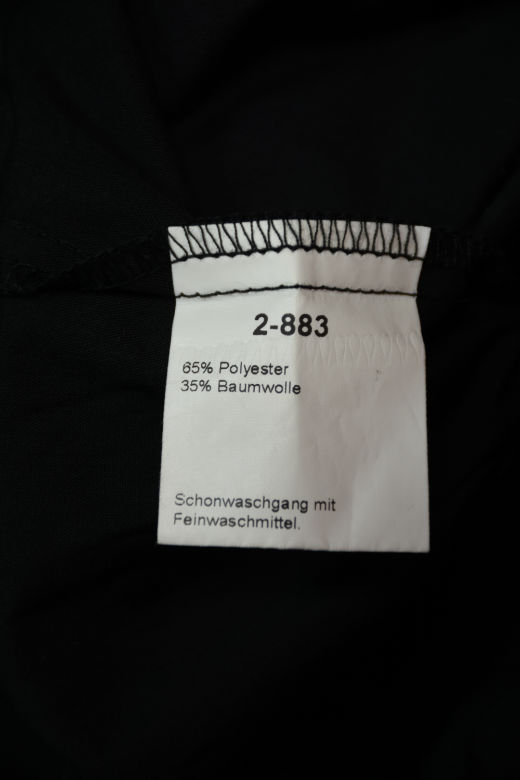 2-883
65% Polyester
35% Baumwolle
Schonwaschgang mit
Feinwaschmittel.